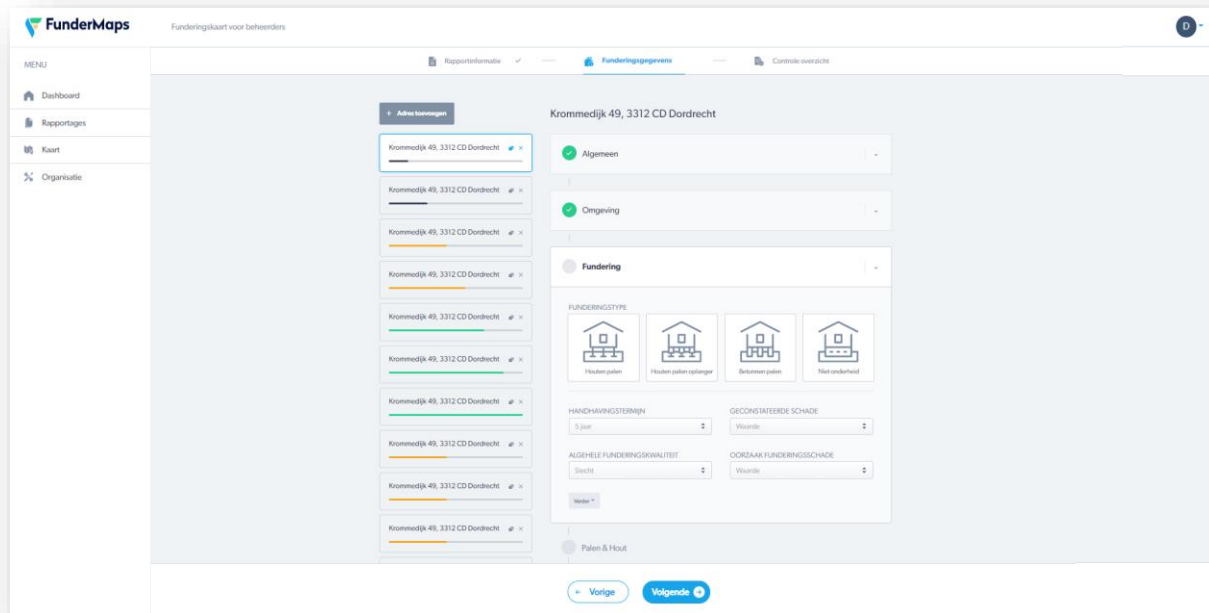 FunderMaps
Funderingskaart voor beheerders
D
MENU
Dashboard
Rapportages
Kaart
Organisatie
Rapportinformatie
Funderingsgegevens
Controle overzicht
+ Adres toevoegen
Krommedijk 49, 3312 CD Dordrecht
Krommedijk 49, 3312 CD Dordrecht
Krommedijk 49, 3312 CD Dordrecht
Krommedijk 49, 3312 CD Dordrecht
Krommedijk 49, 3312 CD Dordrecht
Krommedijk 49, 3312 CD Dordrecht
Krommedijk 49, 3312 CD Dordrecht
Krommedijk 49, 3312 CD Dordrecht
Krommedijk 49, 3312 CD Dordrecht
Krommedijk 49, 3312 CD Dordrecht
Krommedijk 49, 3312 CD Dordrecht
Algemeen
Omgeving
Fundering
FUNDERINGSTYPE
Houten palen
Houten palen oplanger
Betonnen palen
Niet onderheid
HANDHAVINGSTERMIJN
5 jaar
GECONSTATEERDE SCHADE
Waarde
ALGEHELE FUNDERINGSKWALITEIT
Slecht
OORZAAK FUNDERINGSSCHADE
Waarde
Verder
Palen & Hout
Vorige
Volgende